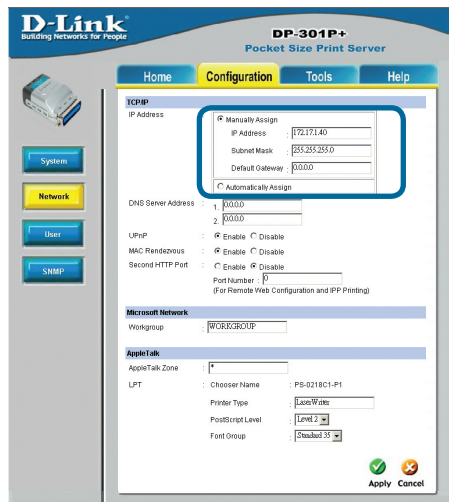 D-Link
Building Networks for People
DP-301P+
Pocket Size Print Server
Home Configuration Tools Help
System
Network
User
SNMP
TCP/IP
IP Address
Manually Assign
IP Address : 172.17.1.40
Subnet Mask : 255.255.255.0
Default Gateway : 0.0.0.0
Automatically Assign
DNS Server Address : 1. 0.0.0.0
2. 0.0.0.0
UPnP : Enable Disable
MAC Rendezvous : Enable Disable
Second HTTP Port : Enable Disable
Port Number : 0
(For Remote Web Configuration and IPP Printing)
Microsoft Network
Workgroup : WORKGROUP
AppleTalk
AppleTalk Zone : *
LPT : Chooser Name : PS-0218C1-P1
Printer Type : LaserWriter
PostScript Level : Level 2
Font Group : Standard 35
Apply Cancel